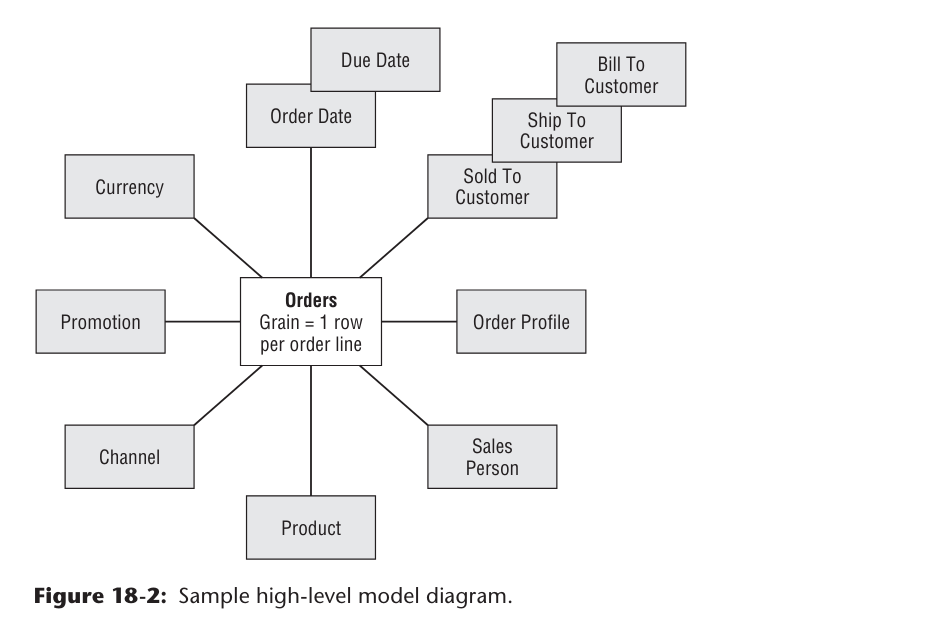 Due Date
Order Date
Bill To
Customer
Ship To
Customer
Sold To
Customer
Currency
Orders
Grain = 1 row
per order line
Promotion
Order Profile
Channel
Sales
Person
Product
Figure 18-2: Sample high-level model diagram.